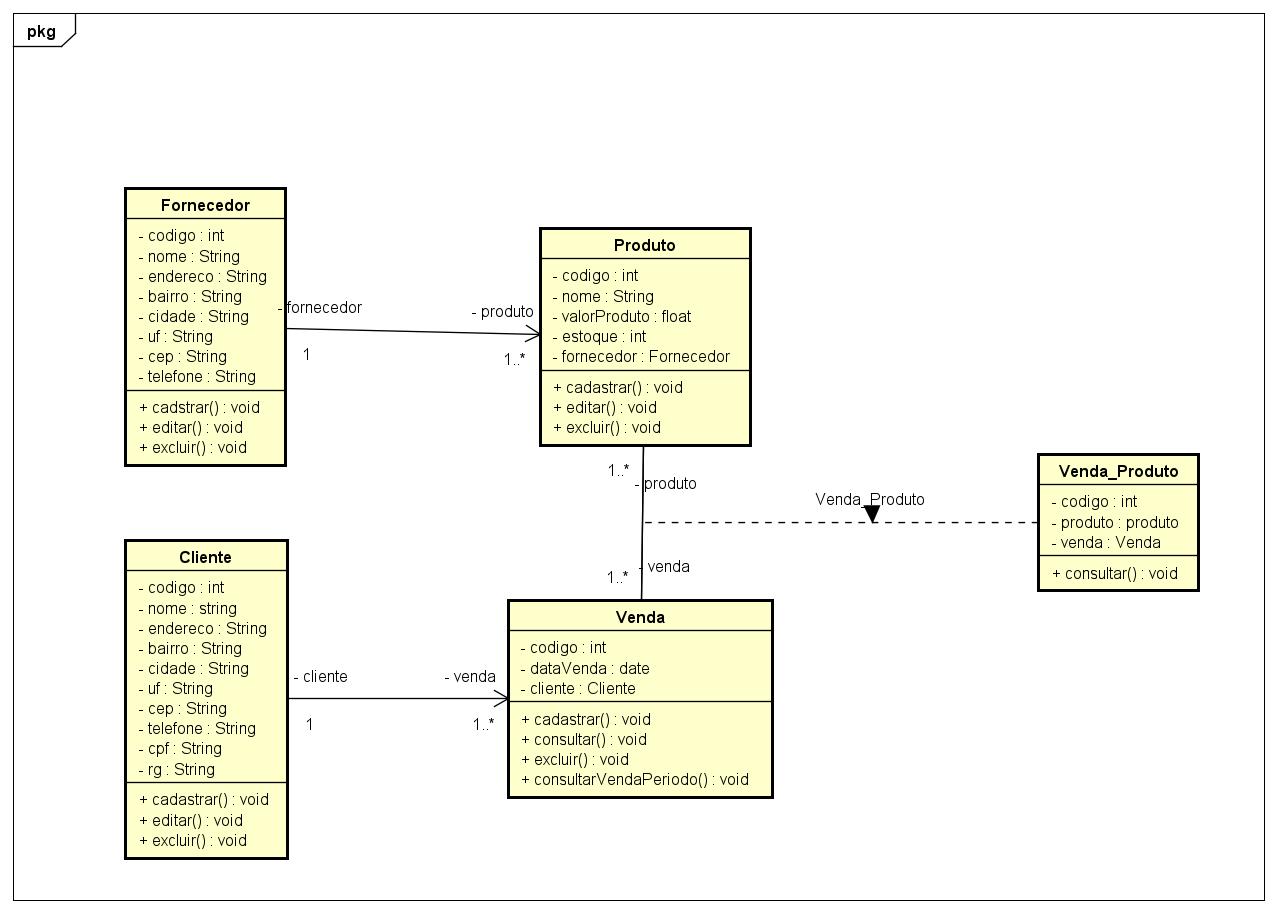 pkg
Fornecedor
- codigo : int
- nome : String
- endereco : String
- bairro : String
- cidade : String
- uf : String
- cep : String
- telefone : String
+ cadstrar() : void
+ editar() : void
+ excluir() : void
- fornecedor
1
- produto
1..*
Produto
- codigo : int
- nome : String
- valorProduto : float
- estoque : int
- fornecedor : Fornecedor
+ cadastrar() : void
+ editar() : void
+ excluir() : void
1..*
- produto
Venda_Produto
1..*
- venda
Venda_Produto
- codigo : int
- produto : produto
- venda : Venda
+ consultar() : void
Cliente
- codigo : int
- nome : string
- endereco : String
- bairro : String
- cidade : String
- uf : String
- cep : String
- telefone : String
- cpf : String
- rg : String
+ cadastrar() : void
+ editar() : void
+ excluir() : void
- cliente
1
- venda
1..*
Venda
- codigo : int
- dataVenda : date
- cliente : Cliente
+ cadastrar() : void
+ consultar() : void
+ excluir() : void
+ consultarVendaPeriodo() : void